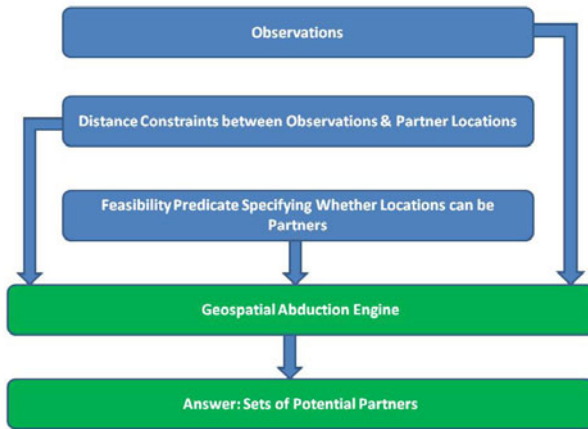 Observations
Distance Constraints between Observations & Partner Locations
Feasibility Predicate Specifying Whether Locations can be
Partners
Geospatial Abduction Engine
Answer: Sets of Potential Partners